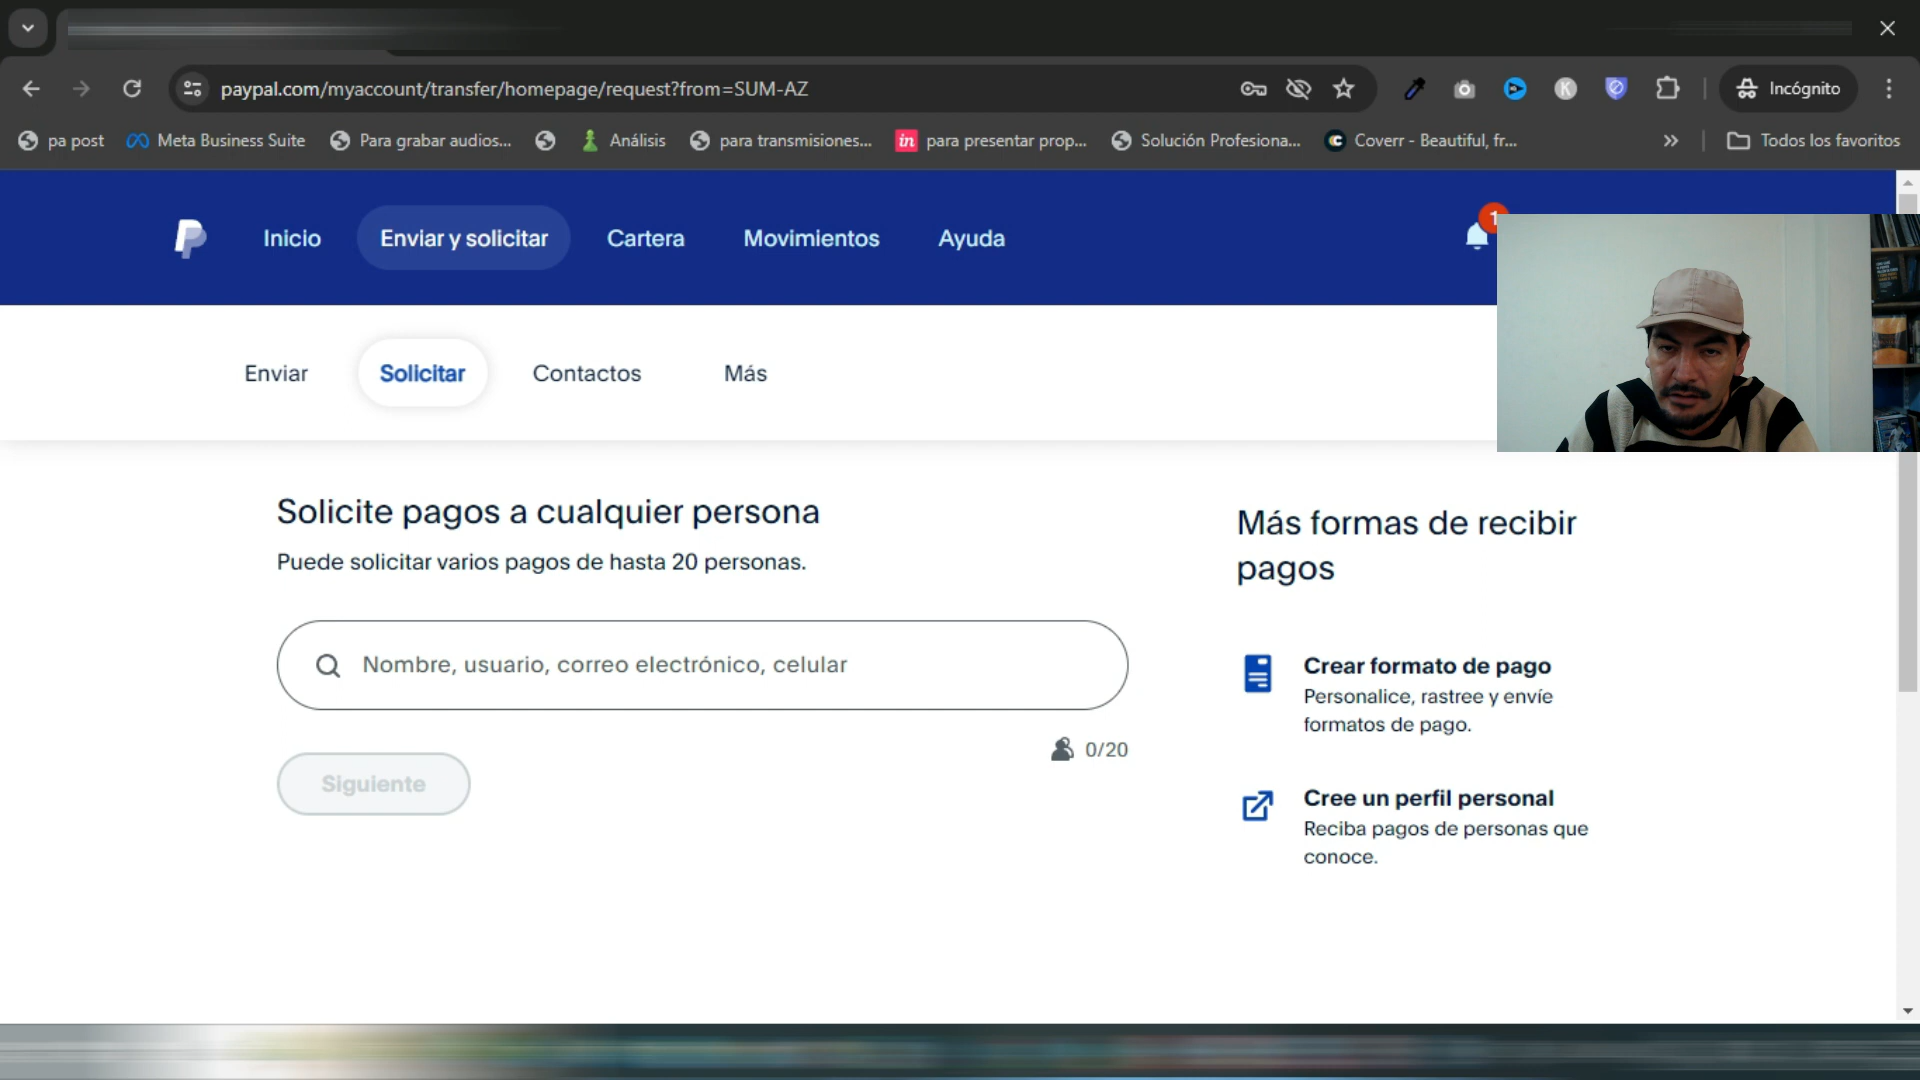 paypal.com/myaccount/transfer/homepage/request?from=SUM-AZ
Incógnito
pa post
Meta Business Suite
Para grabar audios...
Análisis
para transmisiones...
in
para presentar prop...
Solución Profesiona...
Coverr - Beautiful, fr...
Todos los favoritos
Inicio
Enviar y solicitar
Cartera
Movimientos
Ayuda
1
Enviar
Solicitar
Contactos
Más
Solicite pagos a cualquier persona
Puede solicitar varios pagos de hasta 20 personas.
Nombre, usuario, correo electrónico, celular
0/20
Siguiente
Más formas de recibir
pagos
Crear formato de pago
Personalice, rastree y envíe
formatos de pago.
Cree un perfil personal
Reciba pagos de personas que
conoce.